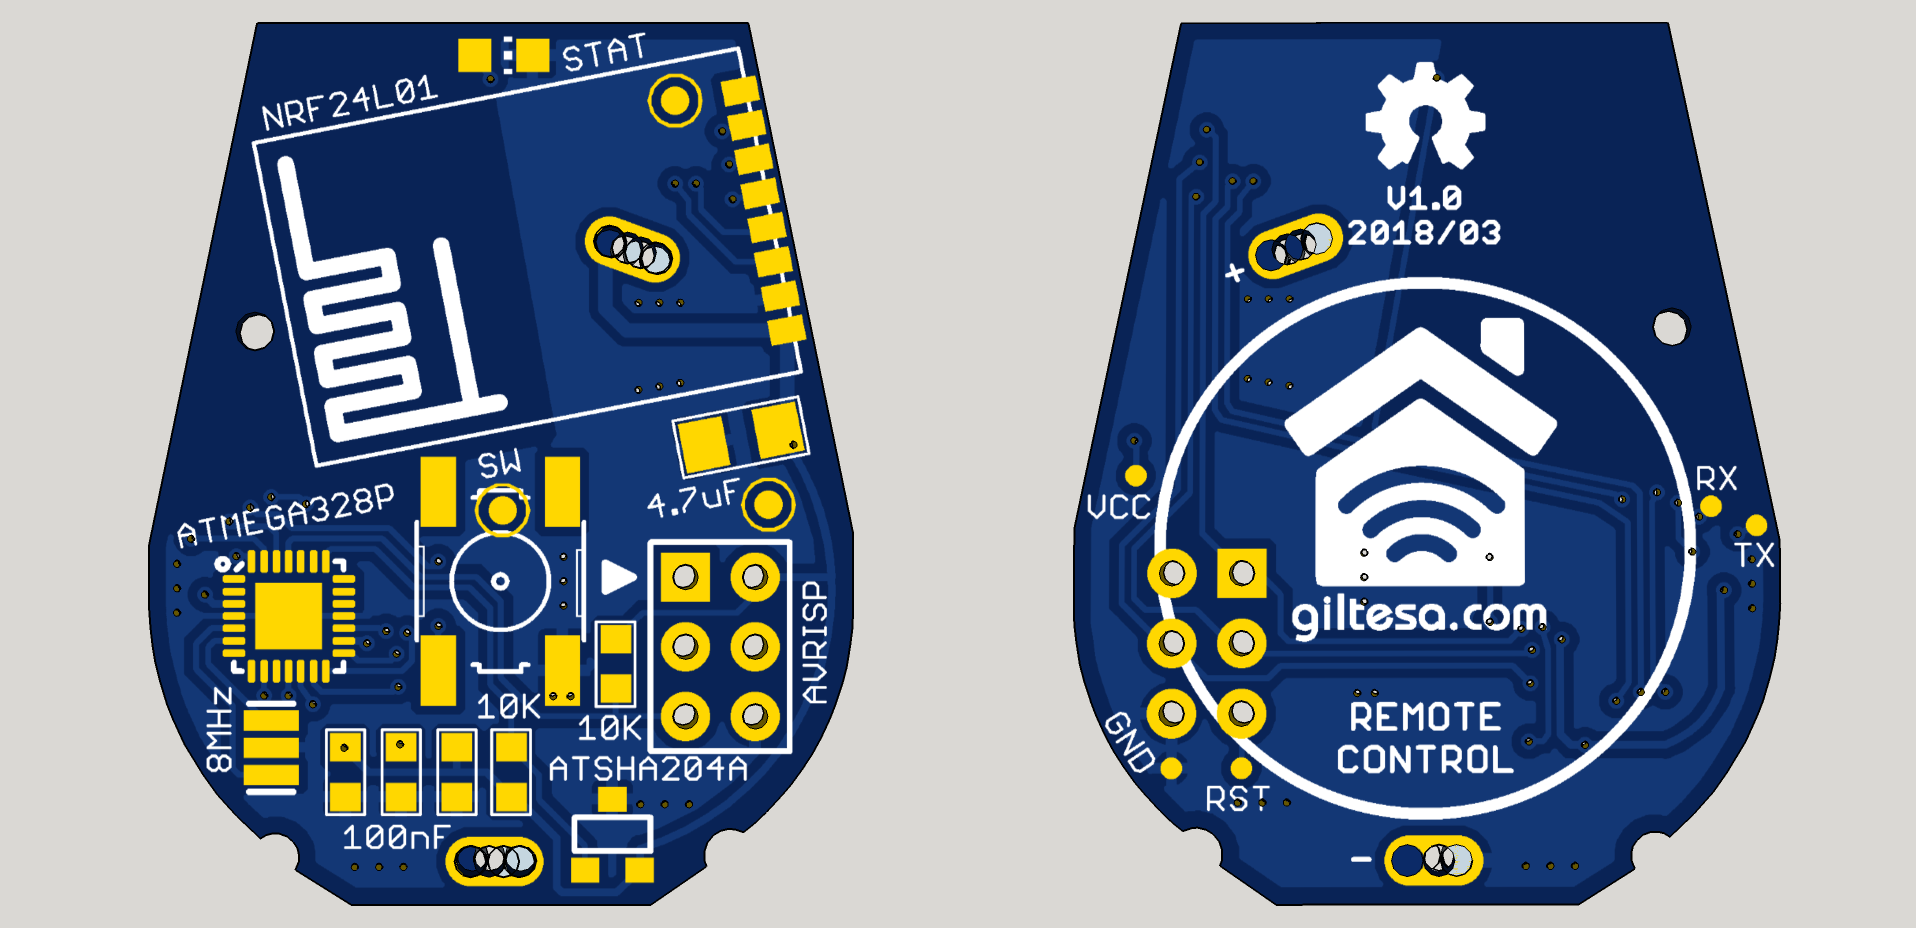 STAT
NRF24L01
SW
4.7uF
ATMEGA328P
AVRISP
8MHz
10K
10K
ATSHA204A
100nF
V1.0
2018/03
+
VCC
RX
TX
giltesa.com
REMOTE
CONTROL
GND
RST
-